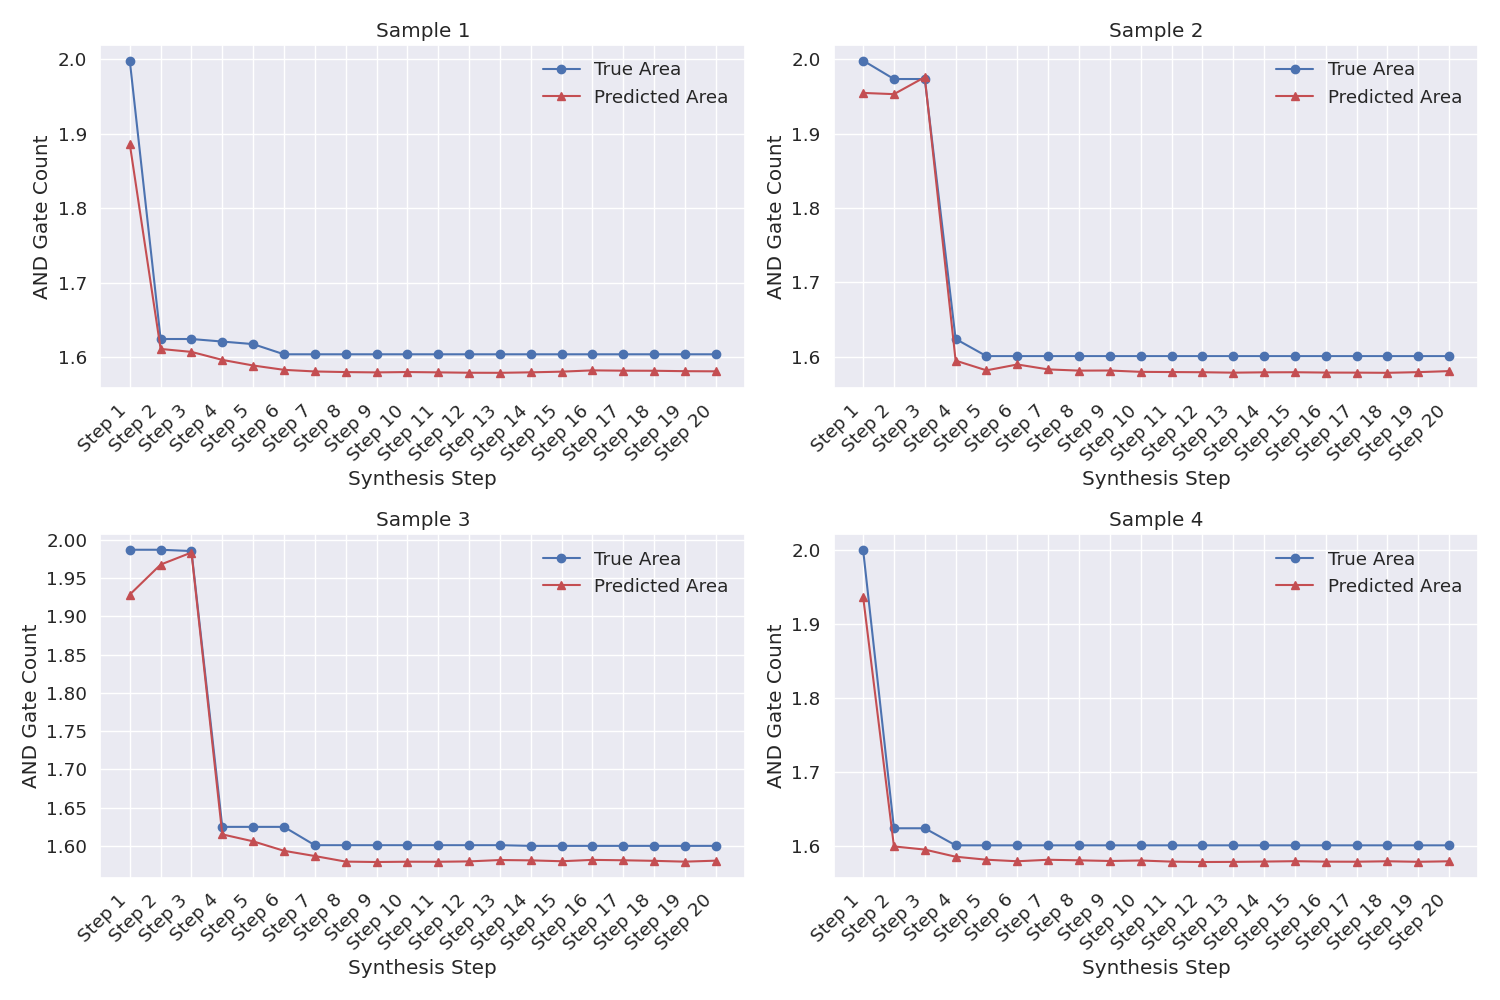 Sample 1
True Area
Predicted Area
AND Gate Count
2.0
1.9
1.8
1.7
1.6
Step 1
Step 2
Step 3
Step 4
Step 5
Step 6
Step 7
Step 8
Step 9
Step 10
Step 11
Step 12
Step 13
Step 14
Step 15
Step 16
Step 17
Step 18
Step 19
Step 20
Synthesis Step
Sample 2
True Area
Predicted Area
AND Gate Count
2.0
1.9
1.8
1.7
1.6
Step 1
Step 2
Step 3
Step 4
Step 5
Step 6
Step 7
Step 8
Step 9
Step 10
Step 11
Step 12
Step 13
Step 14
Step 15
Step 16
Step 17
Step 18
Step 19
Step 20
Synthesis Step
Sample 3
True Area
Predicted Area
AND Gate Count
2.00
1.95
1.90
1.85
1.80
1.75
1.70
1.65
1.60
Step 1
Step 2
Step 3
Step 4
Step 5
Step 6
Step 7
Step 8
Step 9
Step 10
Step 11
Step 12
Step 13
Step 14
Step 15
Step 16
Step 17
Step 18
Step 19
Step 20
Synthesis Step
Sample 4
True Area
Predicted Area
AND Gate Count
2.0
1.9
1.8
1.7
1.6
Step 1
Step 2
Step 3
Step 4
Step 5
Step 6
Step 7
Step 8
Step 9
Step 10
Step 11
Step 12
Step 13
Step 14
Step 15
Step 16
Step 17
Step 18
Step 19
Step 20
Synthesis Step